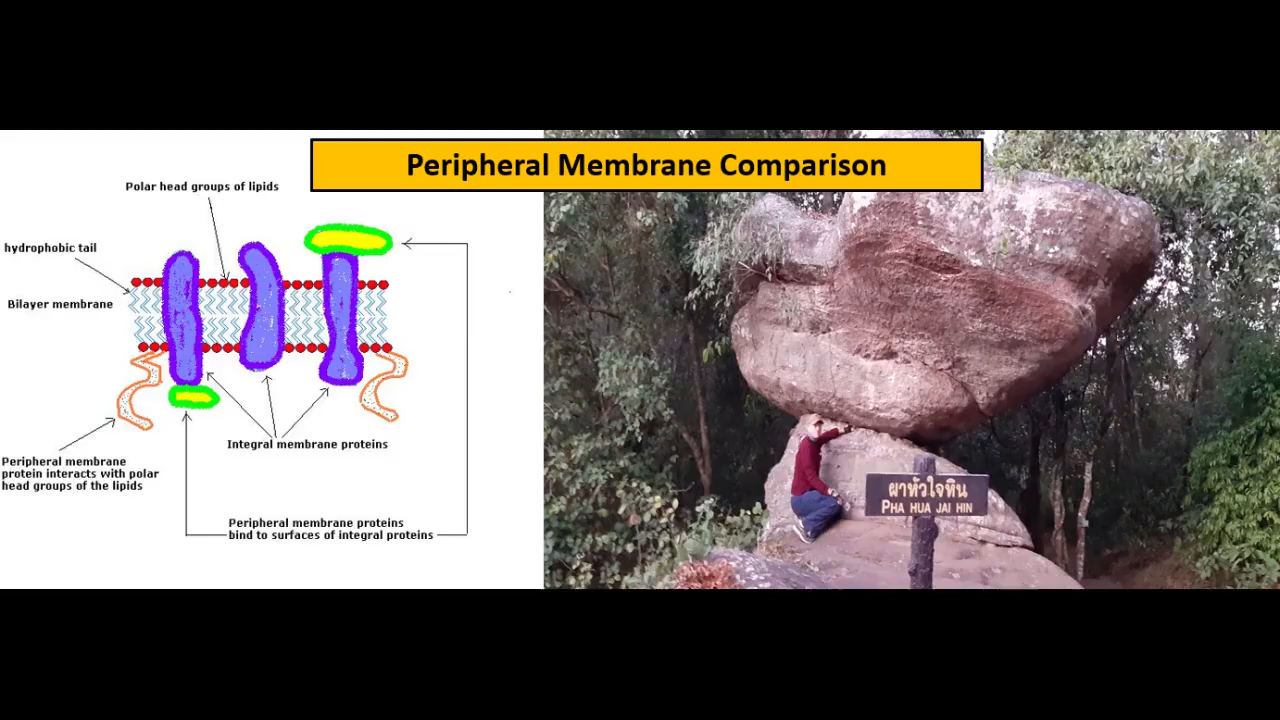 Peripheral Membrane Comparison
Polar head groups of lipids
hydrophobic tail
Bilayer membrane
Integral membrane proteins
Peripheral membrane
protein interacts with polar
head groups of the lipids
Peripheral membrane proteins
bind to surfaces of integral proteins
ผาหัวใจหิน
PHA HUA JAI HIN